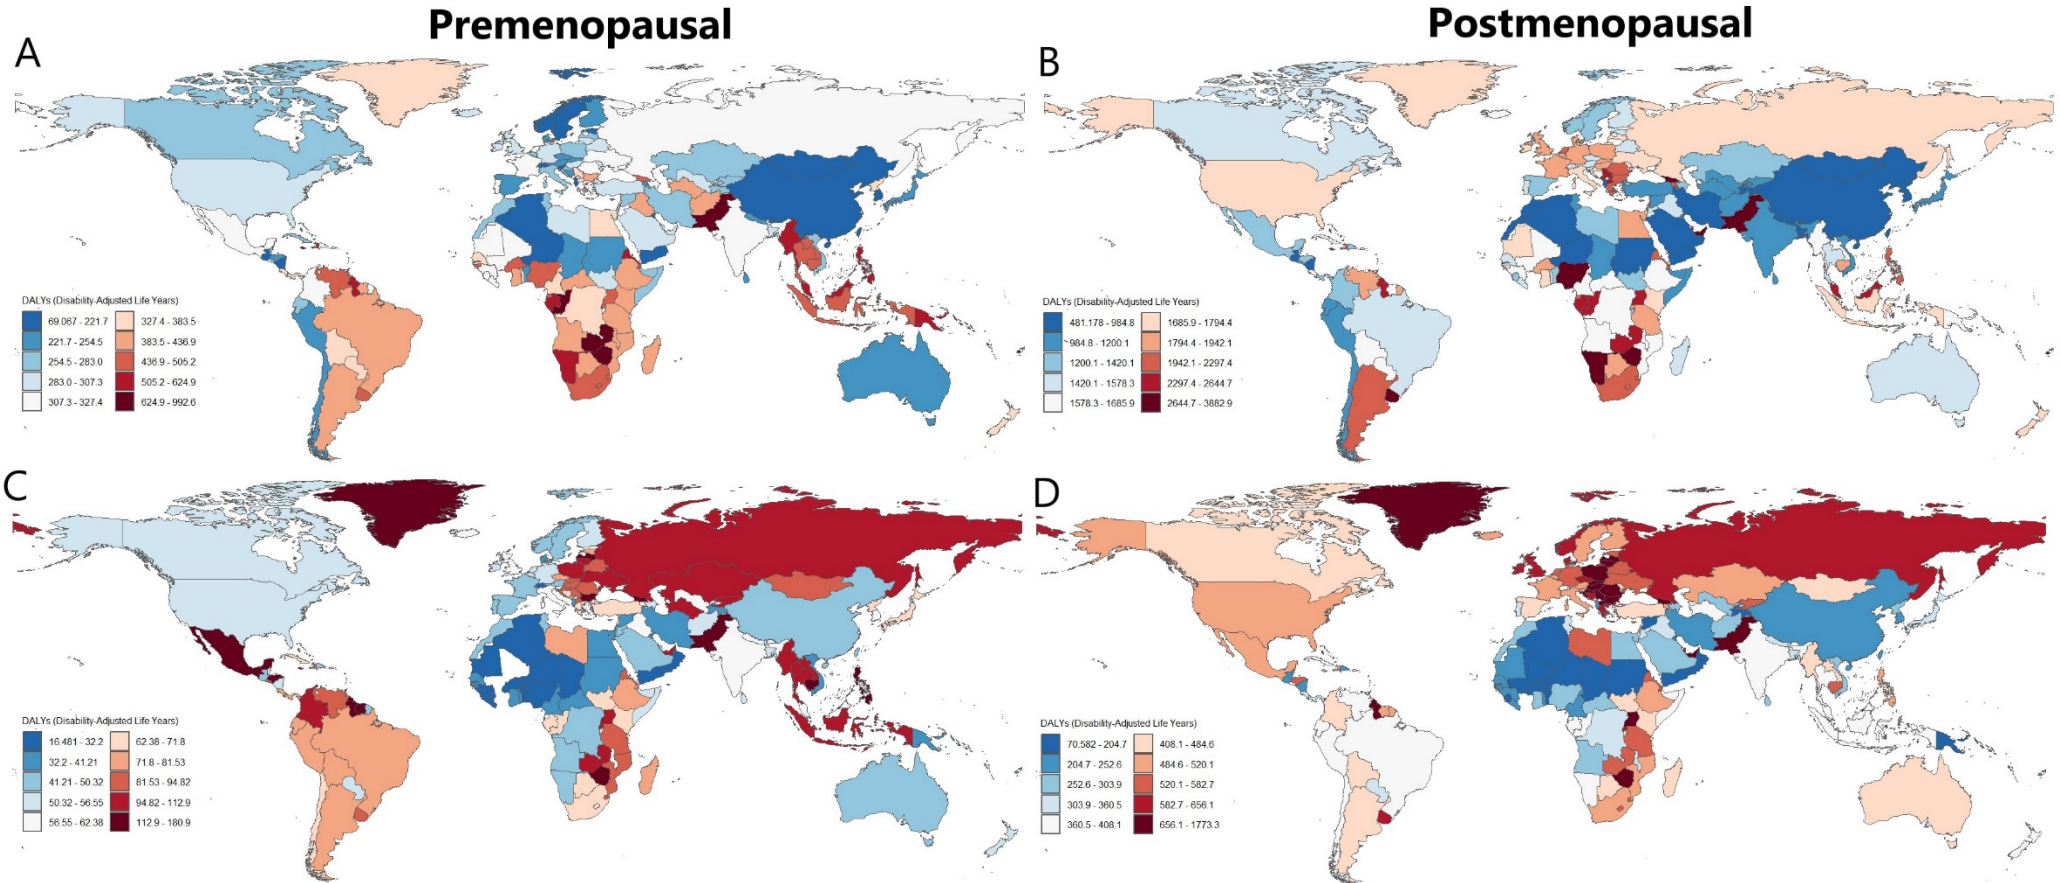 Premenopausal
Postmenopausal
A
DALYs (Disability-Adjusted Life Years)
69.067 - 221.7
221.7 - 254.5
254.5 - 283.0
283.0 - 307.3
307.3 - 327.4
327.4 - 383.5
383.5 - 436.9
436.9 - 505.2
505.2 - 624.9
624.9 - 992.6
B
DALYs (Disability-Adjusted Life Years)
481.178 - 984.8
984.8 - 1200.1
1200.1 - 1420.1
1420.1 - 1578.3
1578.3 - 1685.9
1685.9 - 1794.4
1794.4 - 1942.1
1942.1 - 2297.4
2297.4 - 2644.7
2644.7 - 3882.9
C
DALYs (Disability-Adjusted Life Years)
16.481 - 32.2
32.2 - 41.21
41.21 - 50.32
50.32 - 56.55
56.55 - 62.38
62.38 - 71.8
71.8 - 81.53
81.53 - 94.82
94.82 - 112.9
112.9 - 180.9
D
DALYs (Disability-Adjusted Life Years)
70.582 - 204.7
204.7 - 252.6
252.6 - 303.9
303.9 - 360.5
360.5 - 408.1
408.1 - 484.6
484.6 - 520.1
520.1 - 582.7
582.7 - 656.1
656.1 - 1773.3